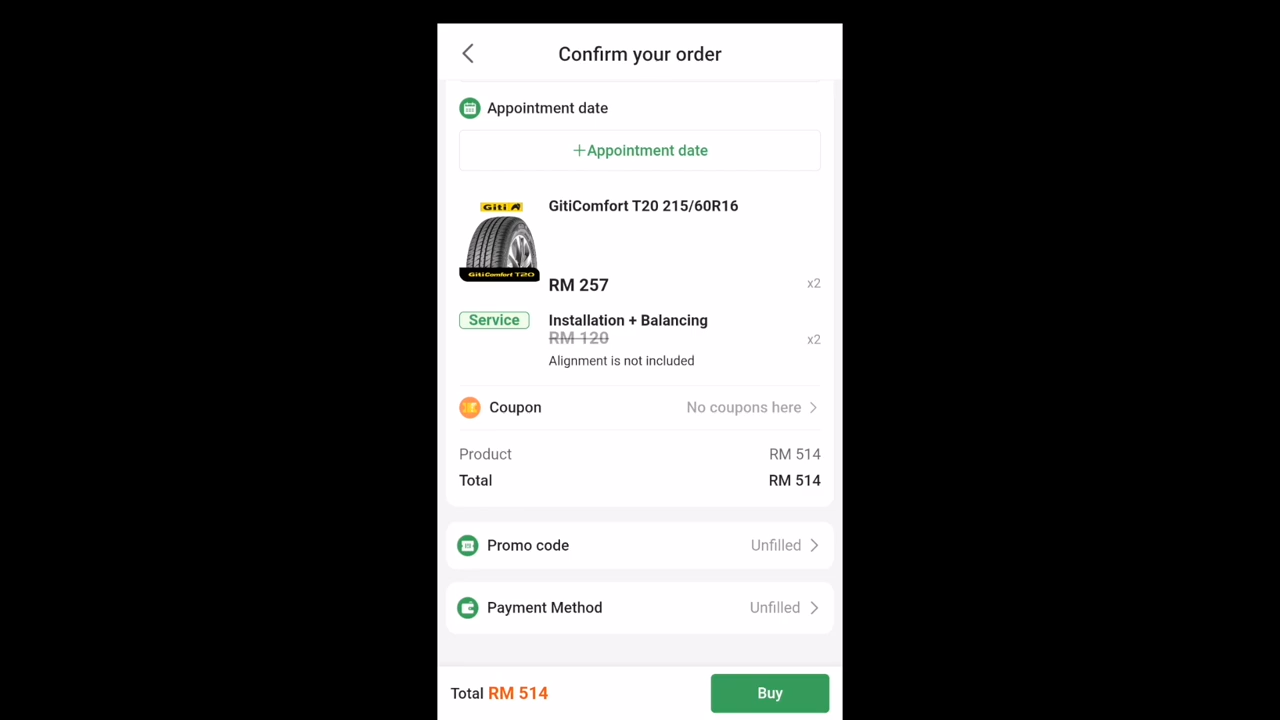 Confirm your order
Appointment date
+Appointment date
Giti
GitiComfort T20
GitiComfort T20 215/60R16
RM 257
x2
Service
Installation + Balancing
RM 120
x2
Alignment is not included
Coupon
No coupons here
Product
RM 514
Total
RM 514
Promo code
Unfilled
Payment Method
Unfilled
Total RM 514
Buy